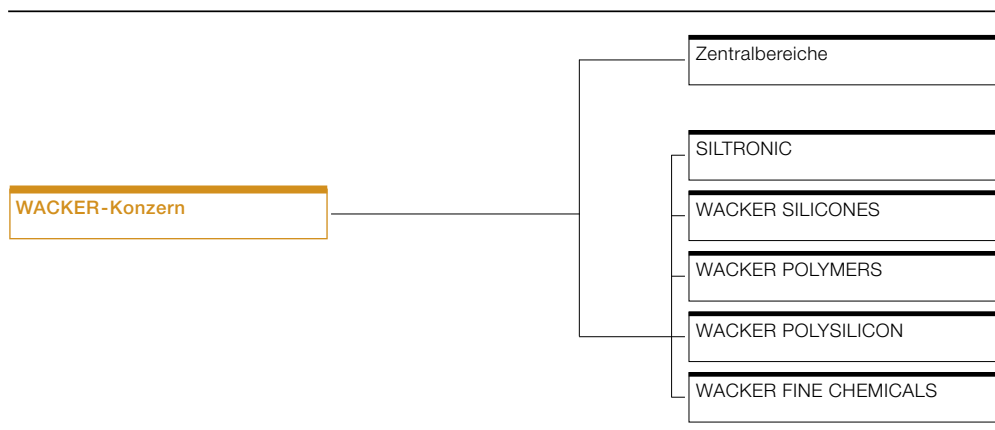 Zentralbereiche
SILTRONIC
WACKER-Konzern
WACKER SILICONES
WACKER POLYMERS
WACKER POLYSILICON
WACKER FINE CHEMICALS